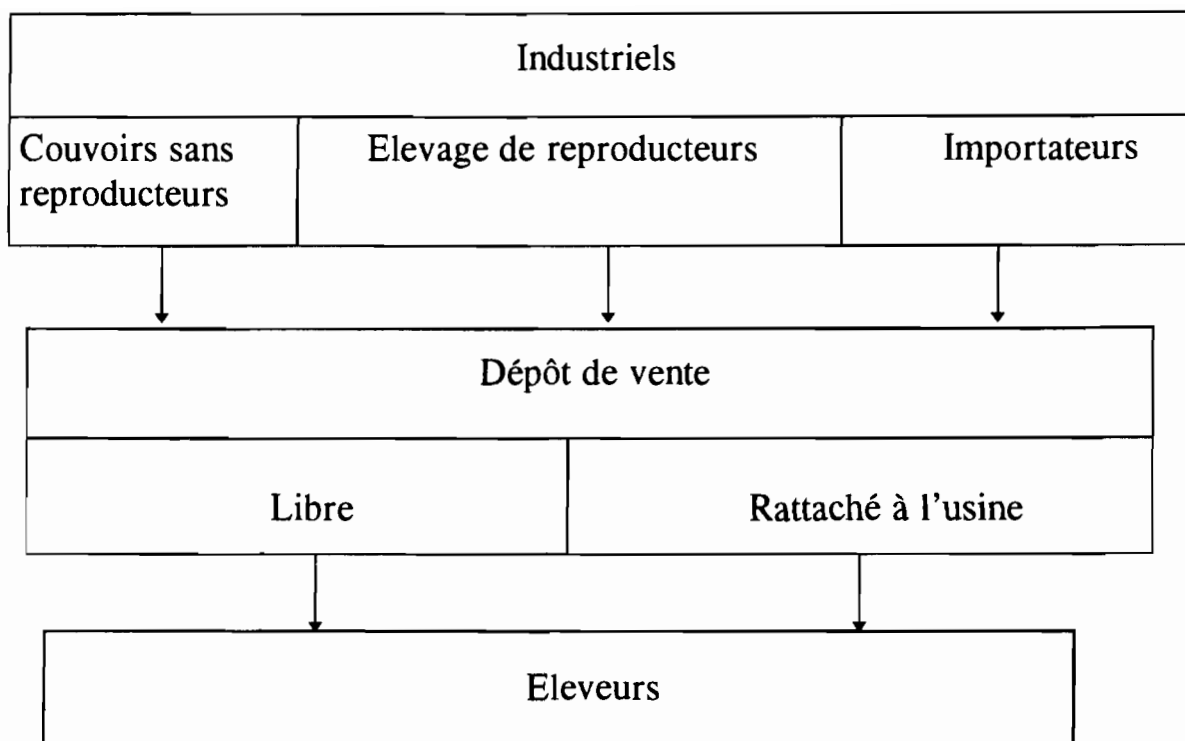 Industriels
Couvoirs sans
reproducteurs
Elevage de reproducteurs
Importateurs
Dépôt de vente
Libre
Rattaché à l'usine
Eleveurs